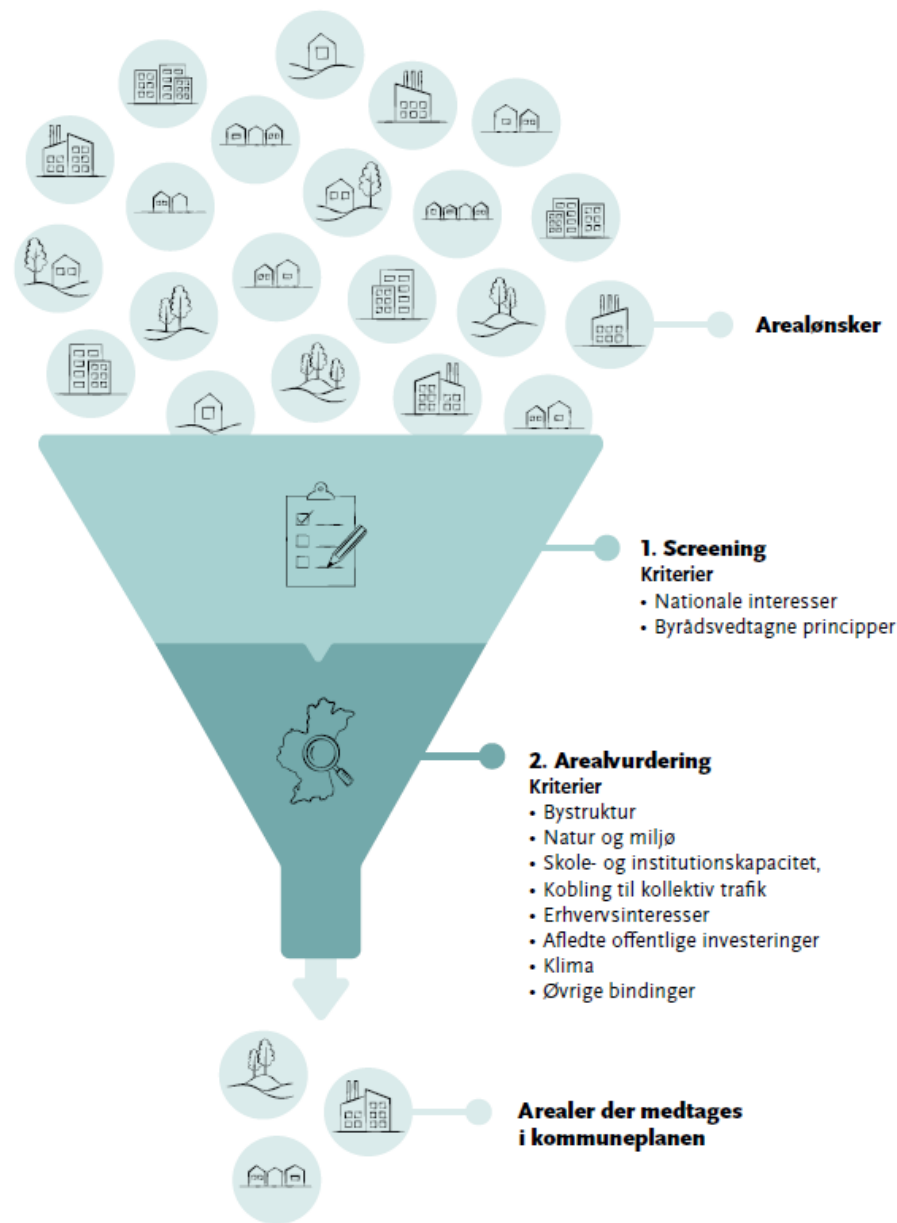 Arealønsker
1. Screening
Kriterier
• Nationale interesser
• Byrådsvedtagne principper
2. Arealvurdering
Kriterier
• Bystruktur
• Natur og miljø
• Skole- og institutionskapacitet,
• Kobling til kollektiv trafik
• Erhvervsinteresser
• Afledte offentlige investeringer
• Klima
• Øvrige bindinger
Arealer der medtages
i kommuneplanen